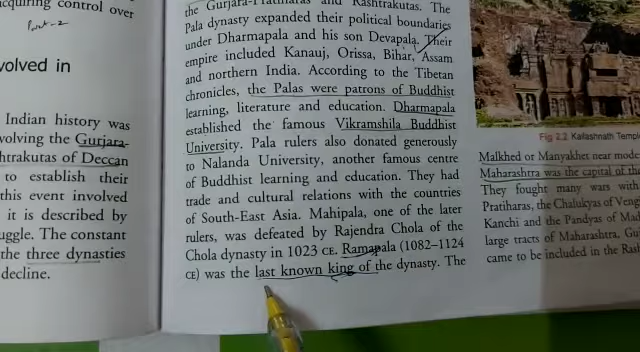 cquiring control over
Part-2
volved in
Indian history was
volving the Gurjara-
htrakutas of Deccan
to establish their
this event involved
it is described by
uggle. The constant
the three dynasties
decline.
the Gurjara-Pratiharas and Rashtrakutas. The
Pala dynasty expanded their political boundaries
under Dharmapala and his son Devapala. Their
empire included Kanauj, Orissa, Bihar, Assam
and northern India. According to the Tibetan
chronicles, the Palas were patrons of Buddhist
learning, literature and education. Dharmapala
established the famous Vikramshila Buddhist
University. Pala rulers also donated generously
to Nalanda University, another famous centre
of Buddhist learning and education. They had
trade and cultural relations with the countries
of South-East Asia. Mahipala, one of the later
rulers, was defeated by Rajendra Chola of the
Chola dynasty in 1023 CE. Ramapala (1082–1124
CE) was the last known king of the dynasty. The
Fig 2.2 Kailashnath Templ
Malkhed or Manyakhet near mode
Maharashtra was the capital of the
They fought many wars with
Pratiharas, the Chalukyas of Veng
Kanchi and the Pandyas of Mad
large tracts of Maharashtra, Gu
came to be included in the Rash